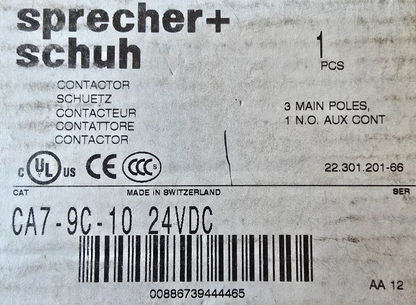 sprecher+
schuh
1
PCS
CONTACTOR
SCHUETZ
CONTACTEUR
CONTATTORE
CONTACTOR
3 MAIN POLES,
1 N.O. AUX CONT
C UL US CE CCC S
22.301.201-66
CAT MADE IN SWITZERLAND SER
CA7-9C-10 24VDC
00886739444465
AA 12